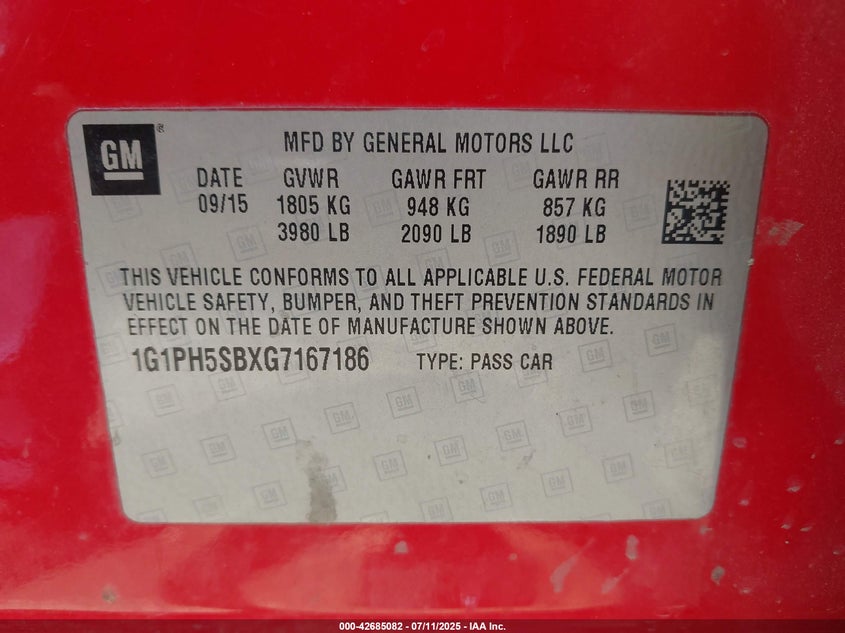 GM
MFD BY GENERAL MOTORS LLC
DATE GVWR GAWR FRT GAWR RR
09/15 1805 KG 948 KG 857 KG
3980 LB 2090 LB 1890 LB
THIS VEHICLE CONFORMS TO ALL APPLICABLE U.S. FEDERAL MOTOR
VEHICLE SAFETY, BUMPER, AND THEFT PREVENTION STANDARDS IN
EFFECT ON THE DATE OF MANUFACTURE SHOWN ABOVE.
1G1PH5SBXG7167186 TYPE: PASS CAR
000-42685082 - 07/11/2025 - IAA Inc.